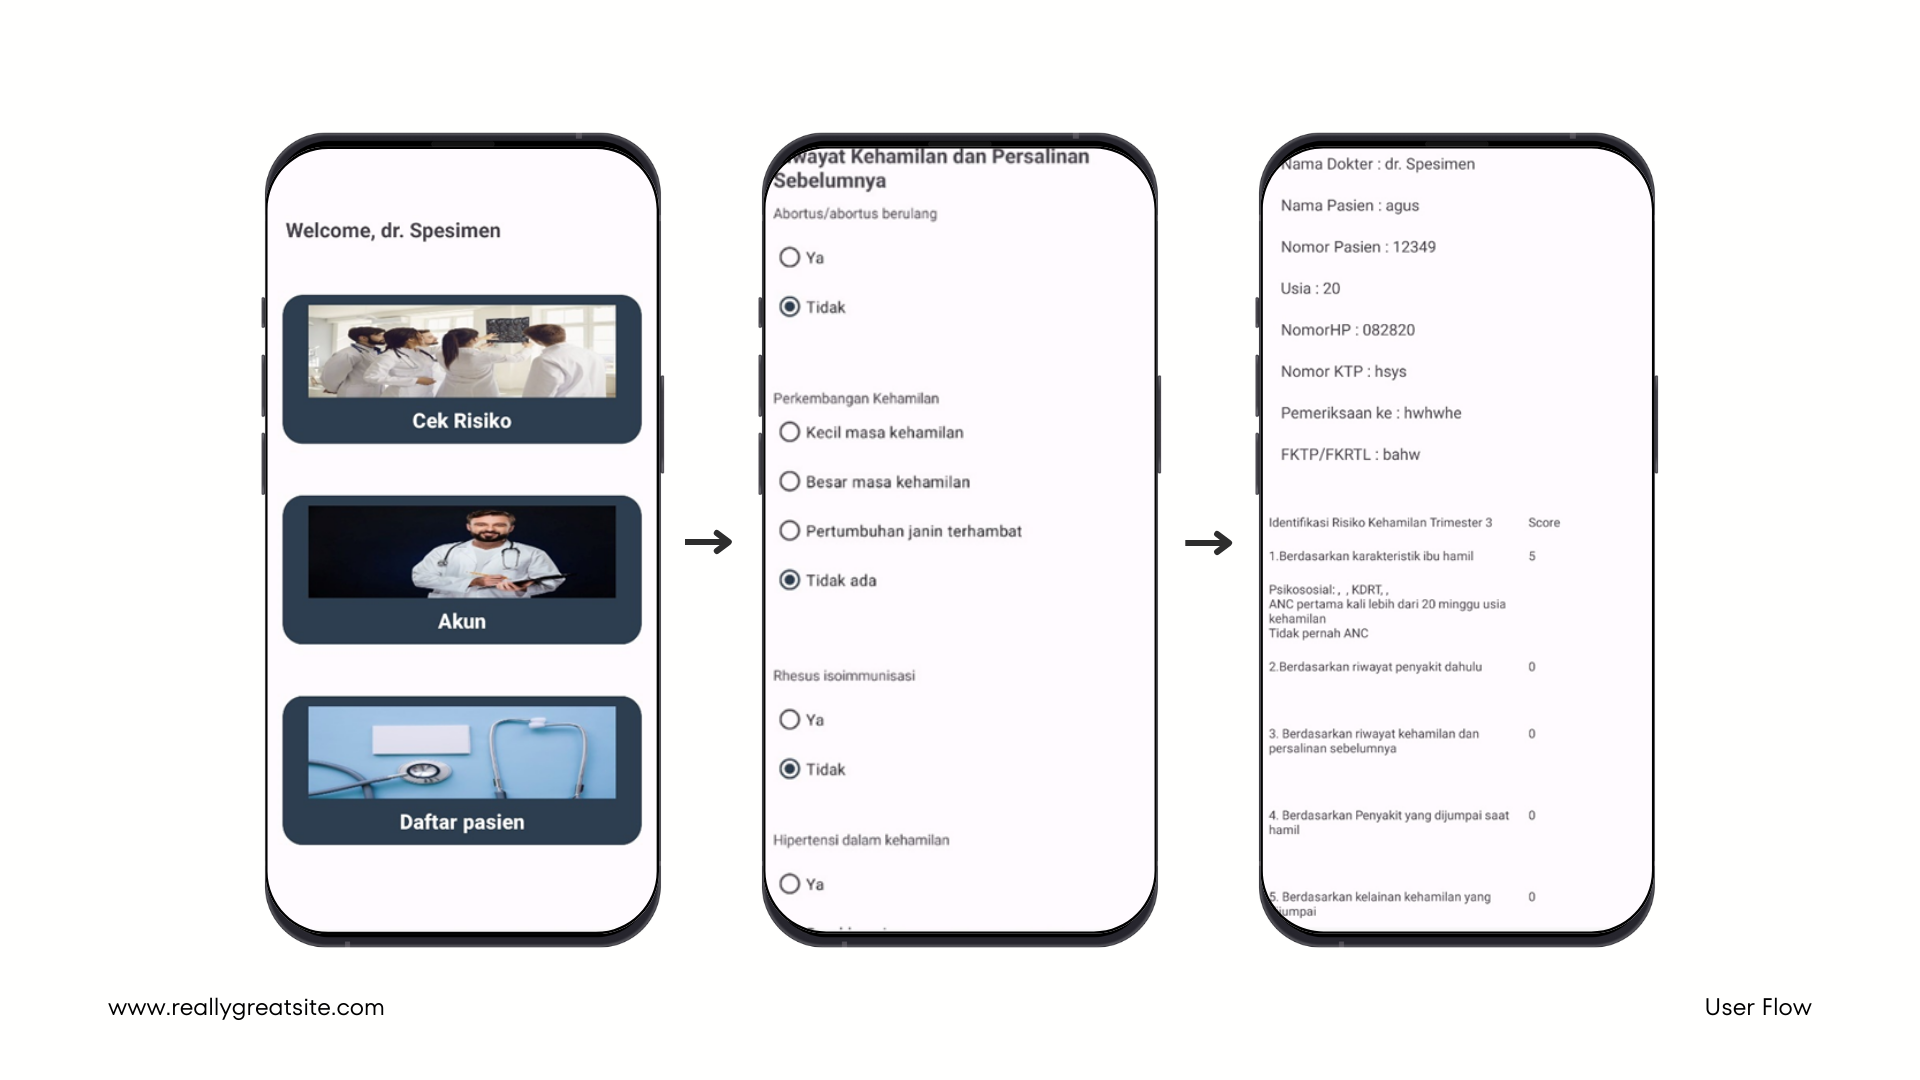 Welcome, dr. Spesimen
Cek Risiko
Akun
Daftar pasien
Kehamilan dan Persalinan
Sebelumnya
Abortus/abortus berulang
Ya
Tidak
Perkembangan Kehamilan
Kecil masa kehamilan
Besar masa kehamilan
Pertumbuhan janin terhambat
Tidak ada
Rhesus isoimmunisasi
Ya
Tidak
Hipertensi dalam kehamilan
Ya
Nama Dokter : dr. Spesimen
Nama Pasien : agus
Nomor Pasien : 12349
Usia : 20
NomorHP : 082820
Nomor KTP : hsys
Pemeriksaan ke : hwhwhe
FKTP/FKRTL : bahw
Identifikasi Risiko Kehamilan Trimester 3 Score
1.Berdasarkan karakteristik ibu hamil 5
Psikososial: , , KDRT, ,
ANC pertama kali lebih dari 20 minggu usia
kehamilan
Tidak pernah ANC
2.Berdasarkan riwayat penyakit dahulu 0
3. Berdasarkan riwayat kehamilan dan 0
persalinan sebelumnya
4. Berdasarkan Penyakit yang dijumpai saat 0
hamil
5. Berdasarkan kelainan kehamilan yang 0
www.reallygreatsite.com
User Flow